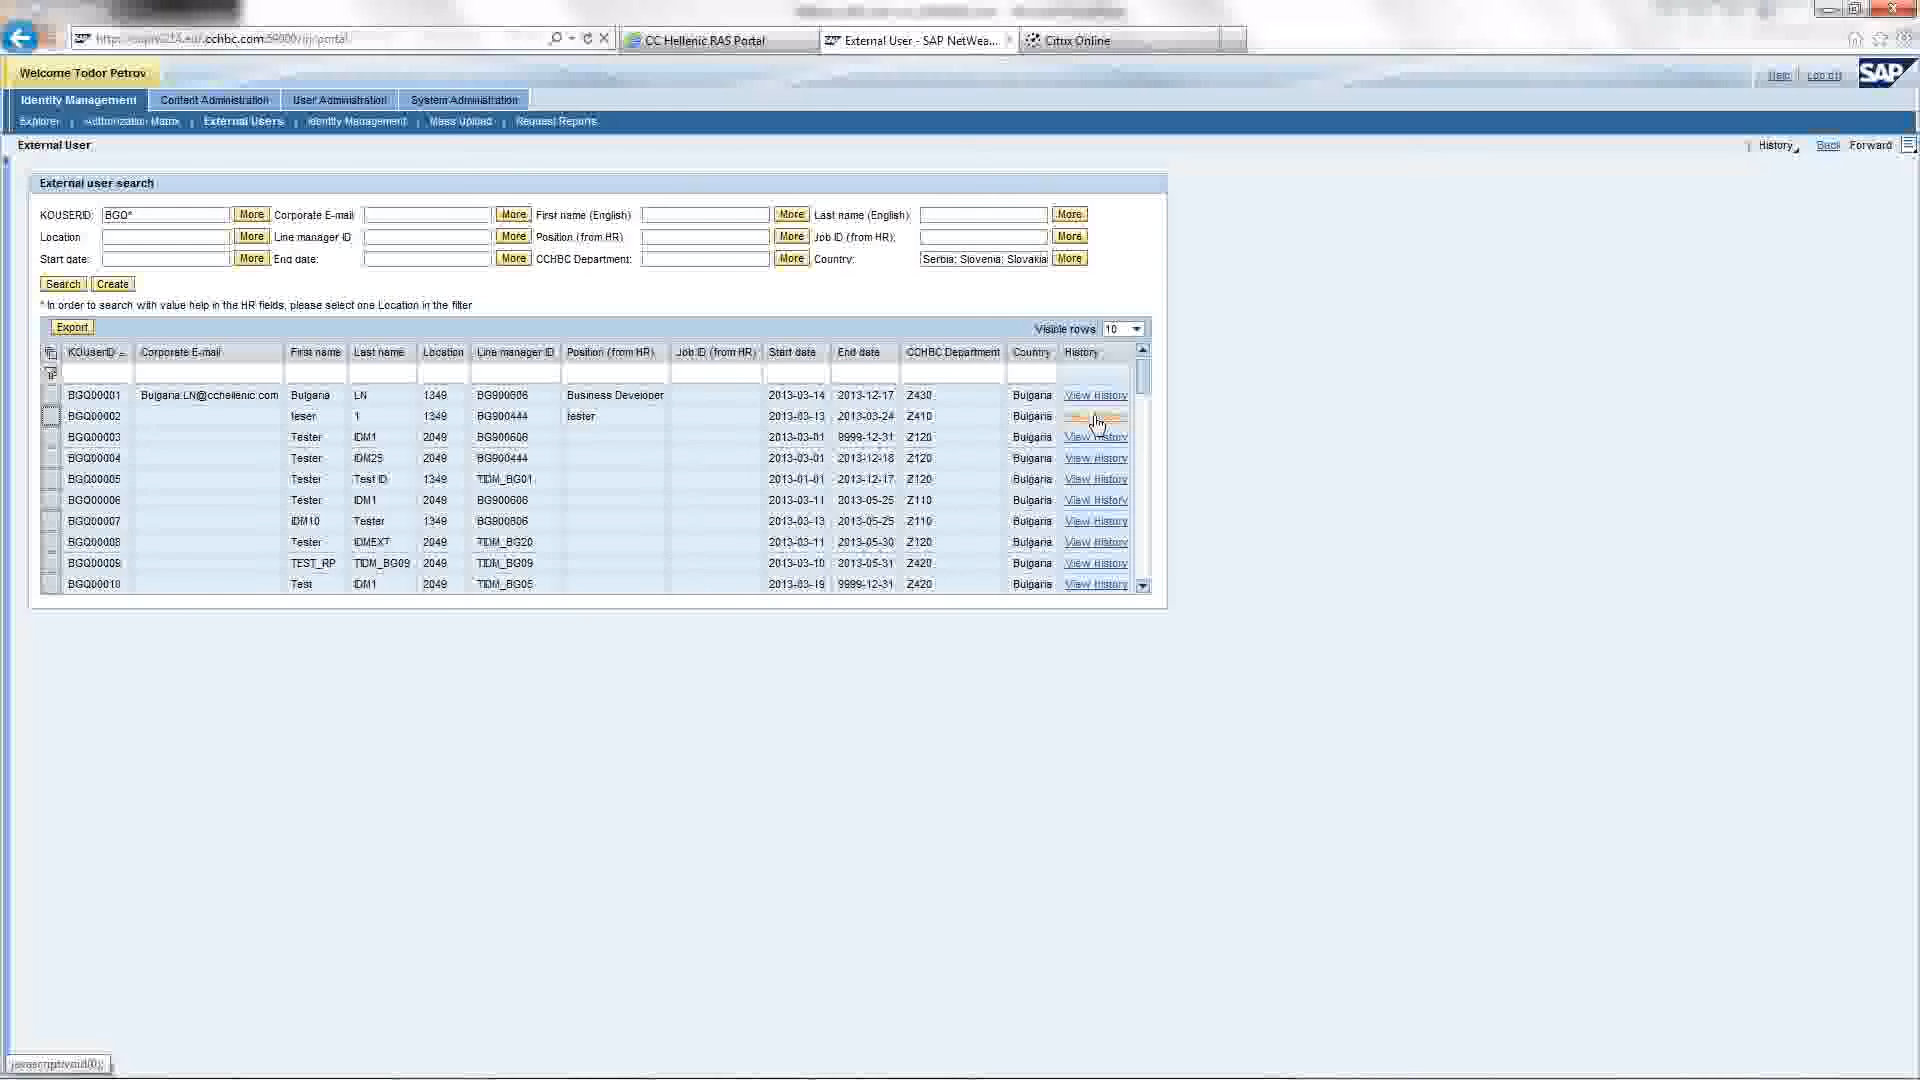 CC Hellenic RAS Portal
External User - SAP NetWea...
Citrix Online
Welcome Todor Petrov
Help Log off
SAP
Identity Management Content Administration User Administration System Administration
Explorer Authorization Matrix External Users Identity Management Mass Upload Request Reports
External User
History Back Forward
External user search
KOUSERID: BGQ* More Corporate E-mail More First name (English) More Last name (English) More
Location More Line manager ID More Position (from HR) More Job ID (from HR): More
Start date: More End date: More CCHBC Department: More Country: Serbia; Slovenia; Slovakia More
Search Create
* In order to search with value help in the HR fields, please select one Location in the filter
Export Visible rows 10
KOUserID Corporate E-mail First name Last name Location Line manager ID Position (from HR) Job ID (from HR) Start date End date CCHBC Department Country History
BGQ00001 Bulgaria.LN@cchellenic.com Bulgaria LN 1349 BG900606 Business Developer 2013-03-14 2013-12-17 Z430 Bulgaria View History
BGQ00002 teser 1 1349 BG900444 tester 2013-03-13 2013-03-24 Z410 Bulgaria
BGQ00003 Tester IDM1 2049 BG900606 2013-03-01 9999-12-31 Z120 Bulgaria View History
BGQ00004 Tester IDM25 2049 BG900444 2013-03-01 2013-12-18 Z120 Bulgaria View History
BGQ00005 Tester Test ID 1349 TIDM_BG01 2013-01-01 2013-12-17 Z120 Bulgaria View History
BGQ00006 Tester IDM1 2049 BG900606 2013-03-11 2013-05-25 Z110 Bulgaria View History
BGQ00007 IDM10 Tester 1349 BG900606 2013-03-13 2013-05-25 Z110 Bulgaria View History
BGQ00008 Tester IDMEXT 2049 TIDM_BG20 2013-03-11 2013-05-30 Z120 Bulgaria View History
BGQ00009 TEST_RP TIDM_BG09 2049 TIDM_BG09 2013-03-10 2013-05-31 Z420 Bulgaria View History
BGQ00010 Test IDM1 2049 TIDM_BG05 2013-03-19 9999-12-31 Z420 Bulgaria View History
javascript:void(0);